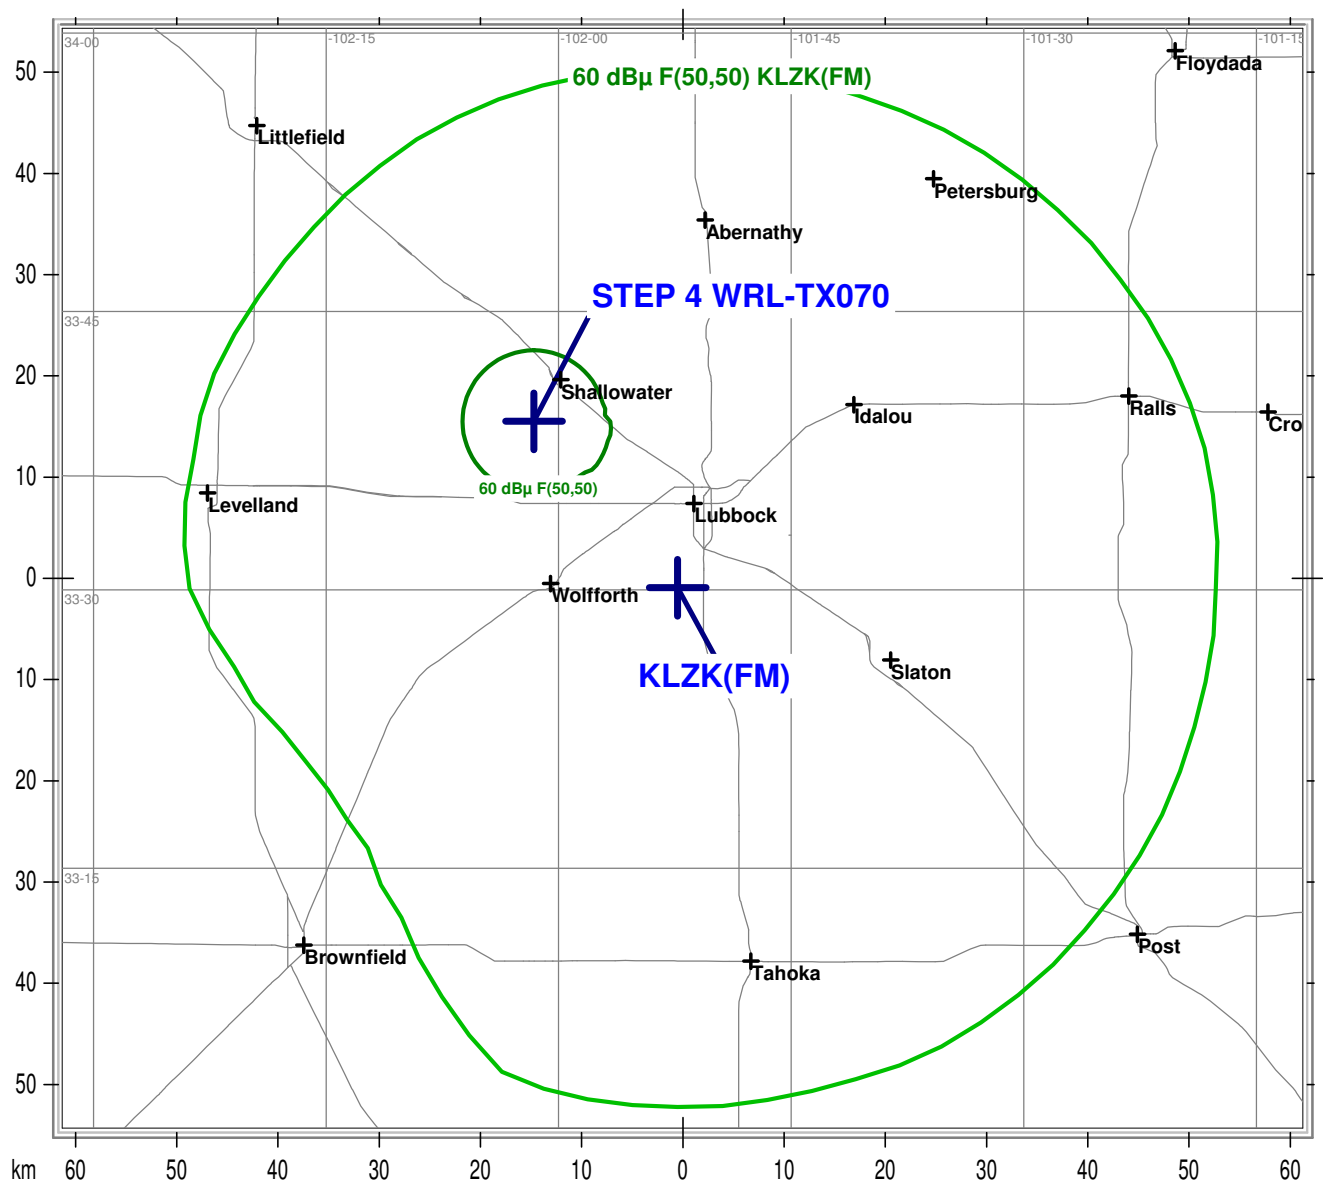 34-00
-102-15
-102-00
-101-45
-101-30
-101-15
Floydada
60 dBµ F(50,50) KLZK(FM)
50
Littlefield
40
Petersburg
Abernathy
30
STEP 4 WRL-TX070
33-45
20
Shallowater
Ralls
Idalou
Cro
10
60 dBµ F(50,50)
Levelland
Lubbock
0
33-30
Wolfforth
Slaton
KLZK(FM)
10
20
33-15
30
Post
Brownfield
Tahoka
40
50
km 60 50 40 30 20 10 0 10 20 30 40 50 60